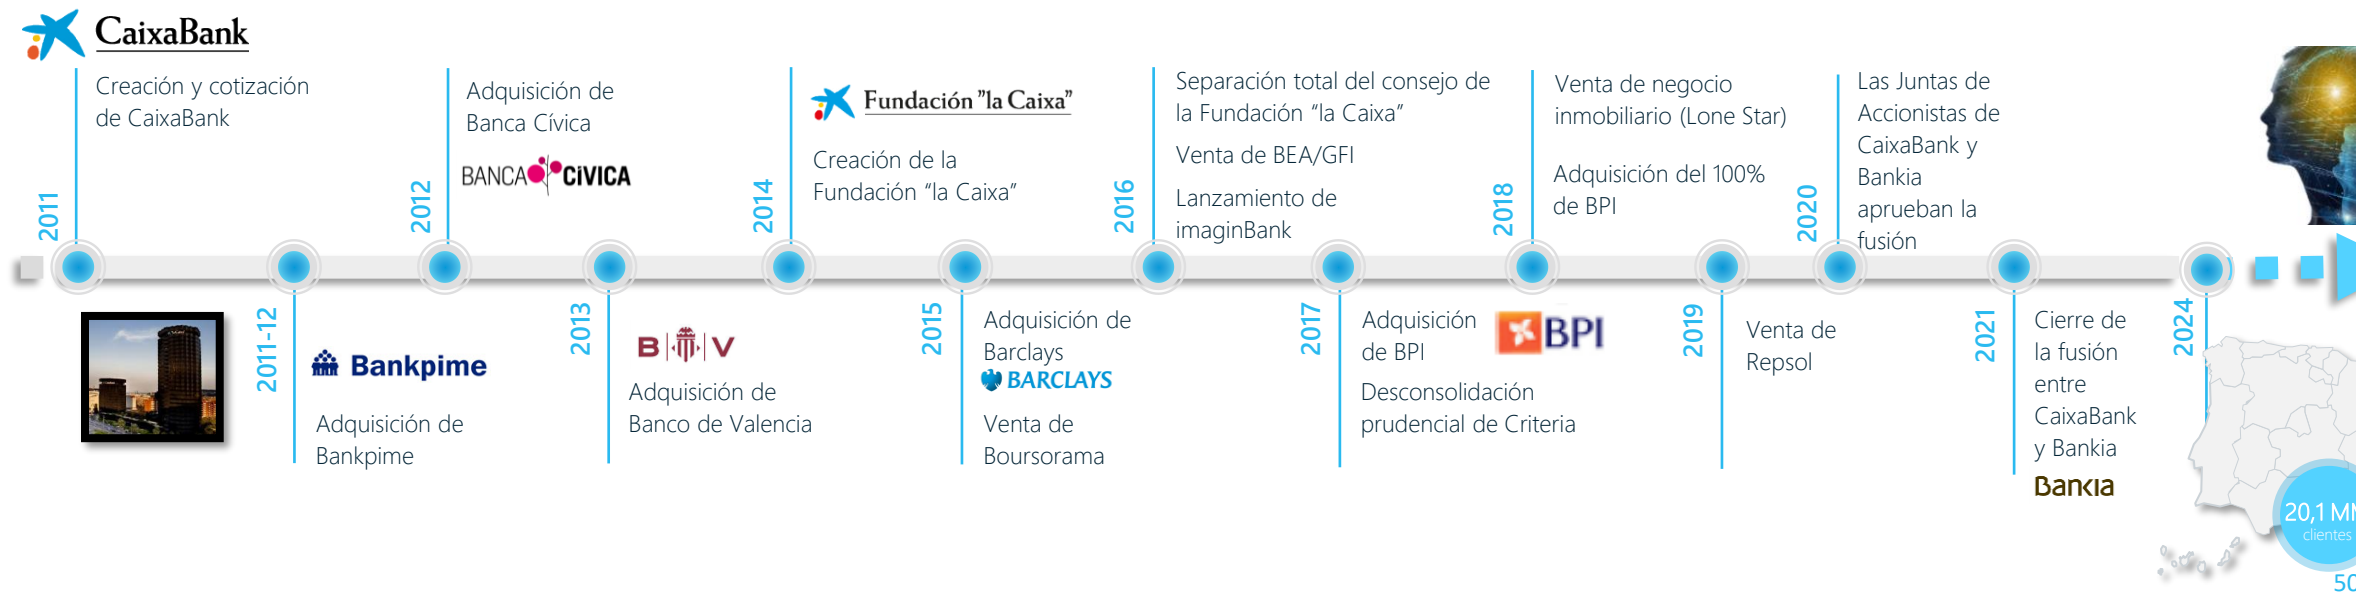 CaixaBank
2011
Creación y cotización
de CaixaBank
2011-12
Bankpime
Adquisición de
Bankpime
2012
Adquisición de
Banca Cívica
BANCA CíVICA
2013
B V
Adquisición de
Banco de Valencia
2014
Fundación "la Caixa"
Creación de la
Fundación “la Caixa”
2015
Adquisición de
Barclays
BARCLAYS
Venta de
Boursorama
2016
Separación total del consejo de
la Fundación “la Caixa”
Venta de BEA/GFI
Lanzamiento de
imaginBank
2017
Adquisición
de BPI
BPI
Desconsolidación
prudencial de Criteria
2018
Venta de negocio
inmobiliario (Lone Star)
Adquisición del 100%
de BPI
2019
Venta de
Repsol
2020
Las Juntas de
Accionistas de
CaixaBank y
Bankia
aprueban la
fusión
2021
Cierre de
la fusión
entre
CaixaBank
y Bankia
Bankia
2024
20,1
clientes